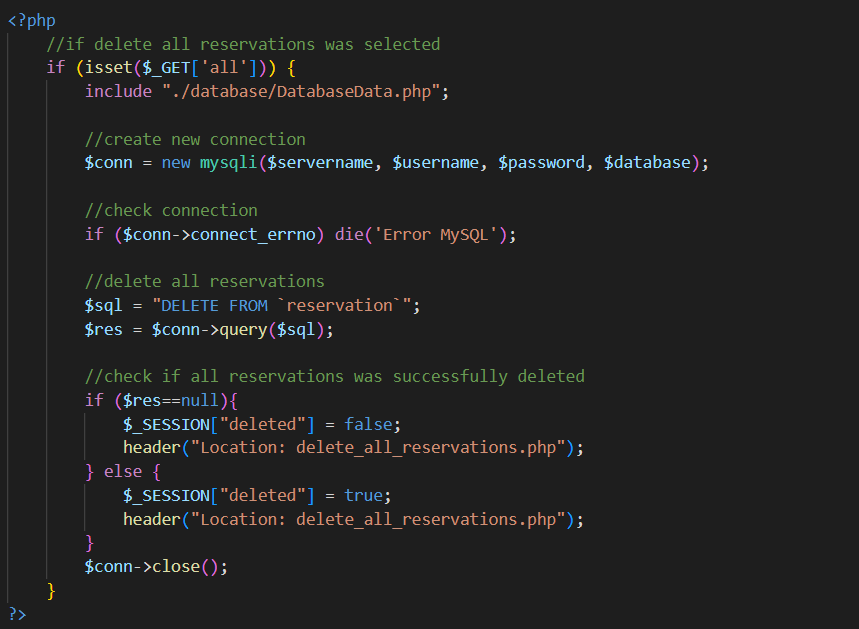 <?php
//if delete all reservations was selected
if (isset($_GET['all'])) {
include "./database/DatabaseData.php";
//create new connection
$conn = new mysqli($servername, $username, $password, $database);
//check connection
if ($conn->connect_errno) die('Error MySQL');
//delete all reservations
$sql = "DELETE FROM `reservation`";
$res = $conn->query($sql);
//check if all reservations was successfully deleted
if ($res==null){
$_SESSION["deleted"] = false;
header("Location: delete_all_reservations.php");
} else {
$_SESSION["deleted"] = true;
header("Location: delete_all_reservations.php");
}
$conn->close();
}
?>